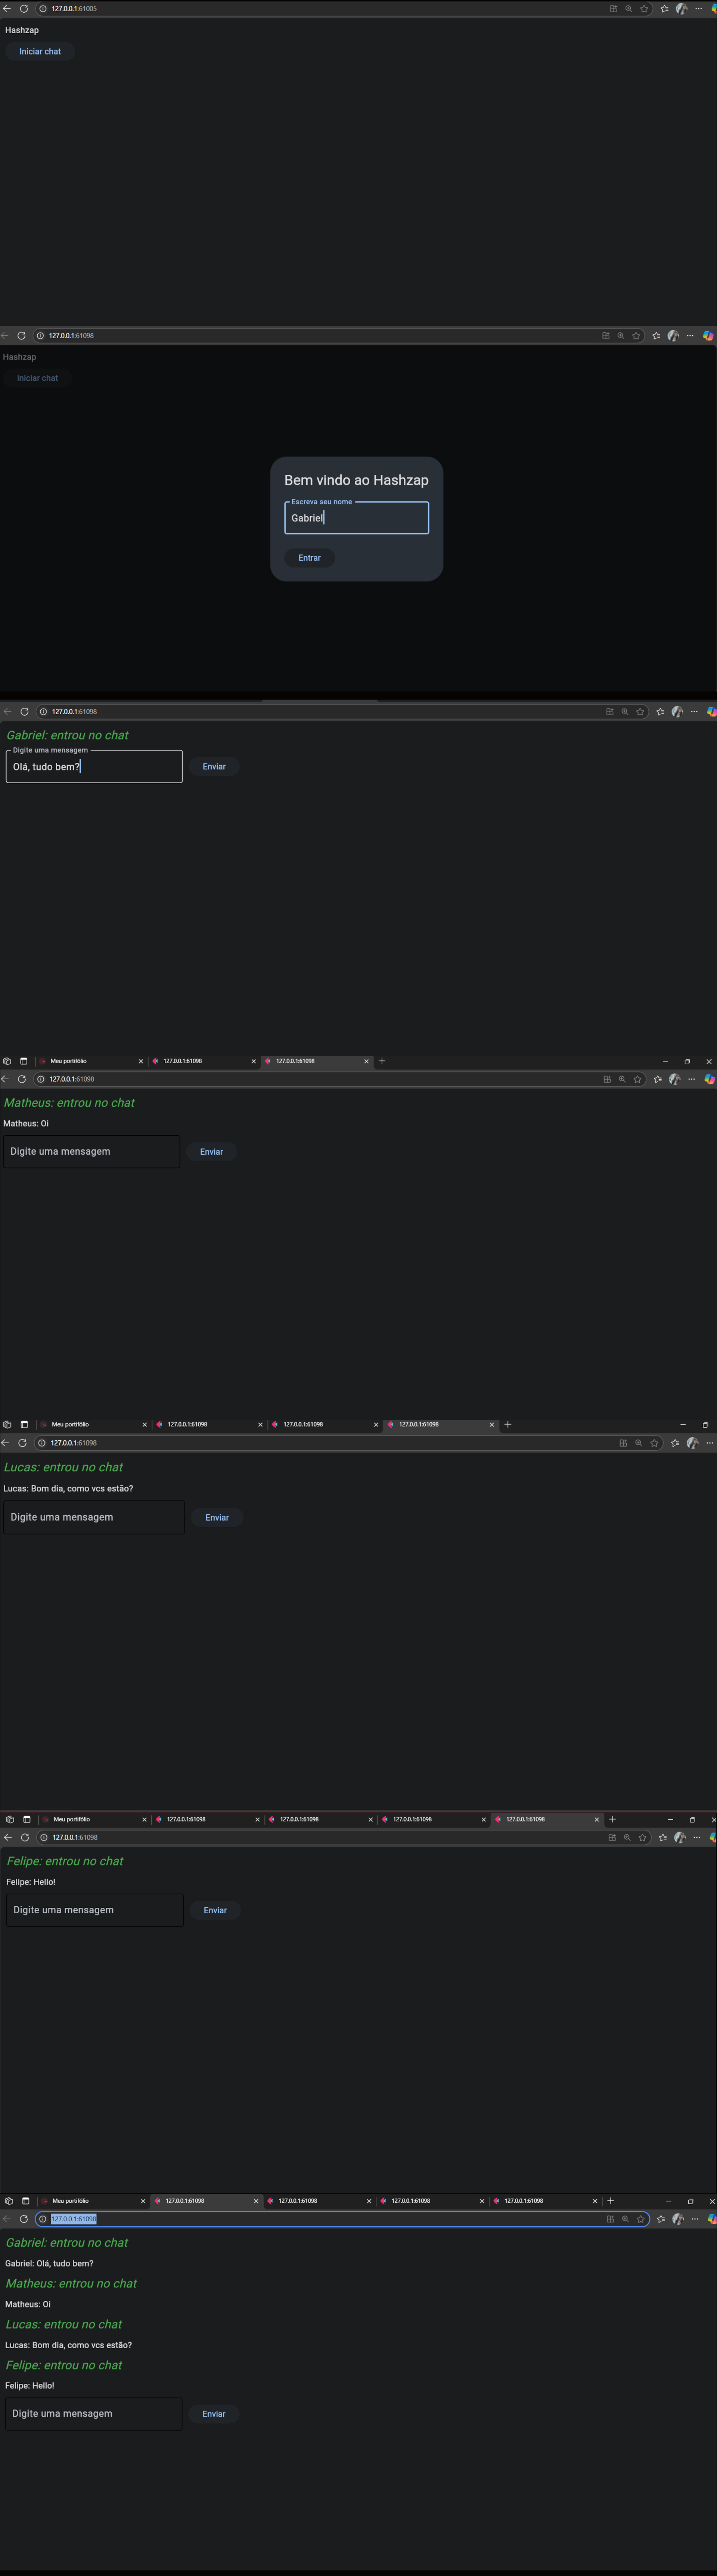 127.0.0.1:61005
Hashzap
Iniciar chat
127.0.0.1:61098
Hashzap
Iniciar chat
Bem vindo ao Hashzap
Escreva seu nome
Gabriel
Entrar
127.0.0.1:61098
Gabriel: entrou no chat
Digite uma mensagem
Olá, tudo bem?
Enviar
Meu portifólio 127.0.0.1:61098 127.0.0.1:61098
127.0.0.1:61098
Matheus: entrou no chat
Matheus: Oi
Digite uma mensagem
Enviar
Meu portifólio 127.0.0.1:61098 127.0.0.1:61098 127.0.0.1:61098
127.0.0.1:61098
Lucas: entrou no chat
Lucas: Bom dia, como vcs estão?
Digite uma mensagem
Enviar
Meu portifólio 127.0.0.1:61098 127.0.0.1:61098 127.0.0.1:61098 127.0.0.1:61098
127.0.0.1:61098
Felipe: entrou no chat
Felipe: Hello!
Digite uma mensagem
Enviar
Meu portifólio 127.0.0.1:61098 127.0.0.1:61098 127.0.0.1:61098 127.0.0.1:61098
127.0.0.1:61098
Gabriel: entrou no chat
Gabriel: Olá, tudo bem?
Matheus: entrou no chat
Matheus: Oi
Lucas: entrou no chat
Lucas: Bom dia, como vcs estão?
Felipe: entrou no chat
Felipe: Hello!
Digite uma mensagem
Enviar